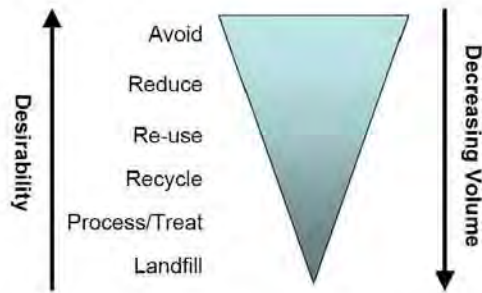 Avoid
Reduce
Re-use
Recycle
Process/Treat
Landfill
Desirability
Decreasing Volume